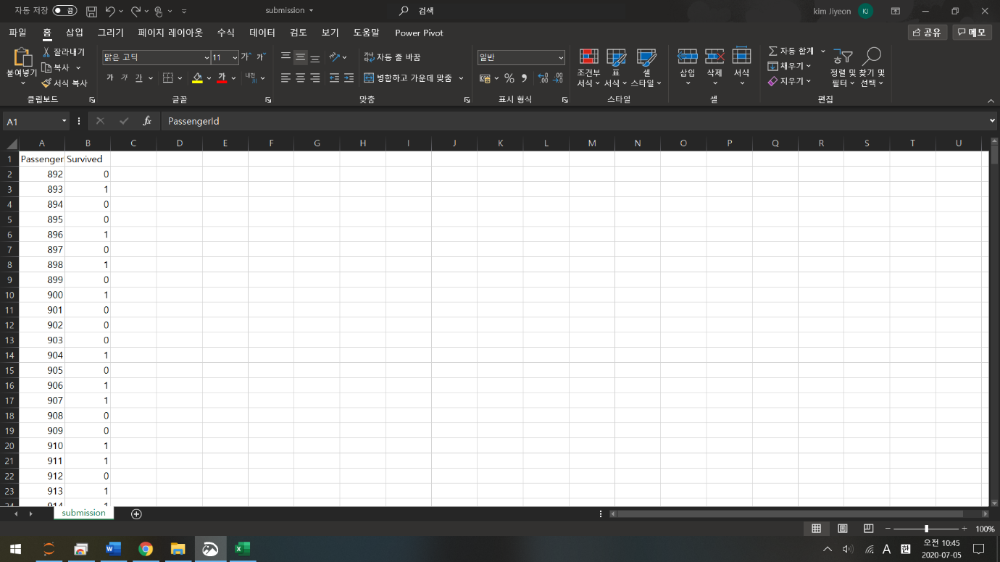 자동 저장 끔 submission 검색 kim Jiyeon KJ
파일 홈 삽입 그리기 페이지 레이아웃 수식 데이터 검토 보기 도움말 Power Pivot 공유 메모
붙여넣기 잘라내기 복사 서식 복사 클립보드
맑은 고딕 11 가 가 가 가 가 가 내천 글꼴
자동 줄 바꿈 병합하고 가운데 맞춤 맞춤
일반 % 표시 형식
조건부 서식 표 서식 셀 스타일 스타일
삽입 삭제 서식 셀
자동 합계 채우기 지우기 정렬 및 필터 찾기 및 선택 편집
A1 fx PassengerId
A B C D E F G H I J K L M N O P Q R S T U
1 Passenger Survived
2 892 0
3 893 1
4 894 0
5 895 0
6 896 1
7 897 0
8 898 1
9 899 0
10 900 1
11 901 0
12 902 0
13 903 0
14 904 1
15 905 0
16 906 1
17 907 1
18 908 0
19 909 0
20 910 1
21 911 1
22 912 0
23 913 1
24 914 1
submission
100%
A 한 오전 10:45
2020-07-05